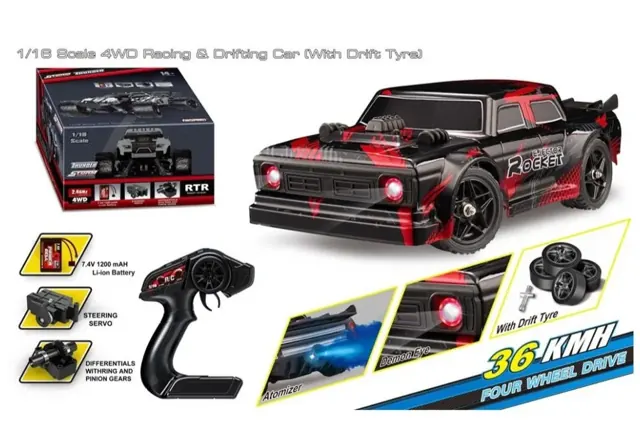 1/16 Scale 4WD Racing & Drifting Car (With Drift Tyre)
1/16
Scale
2.4GHz
4WD
RTR
ROCKET
7.4V 1200 mAH
Li-ion Battery
STEERING
SERVO
DIFFERENTIALS
WITHRING AND
PINION GEARS
R/C
Atomizer
Demon Eye
With Drift Tyre
36-KMH
FOUR WHEEL DRIVE